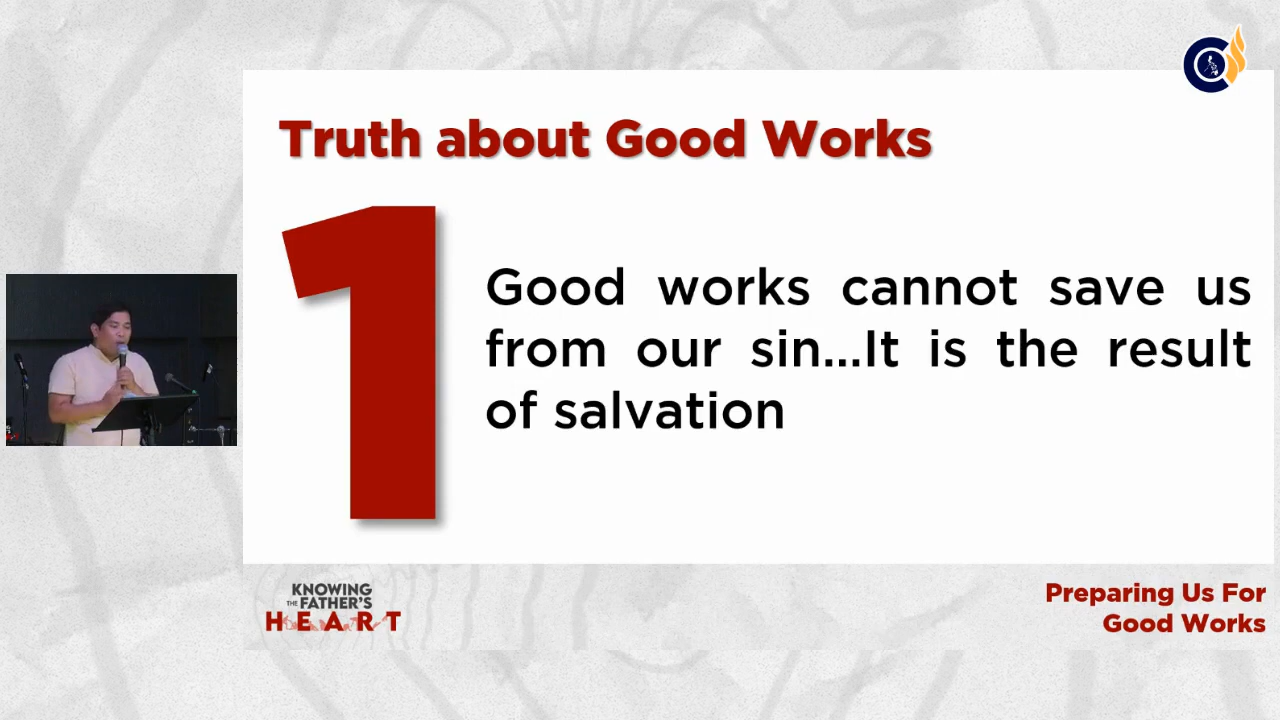 Truth about Good Works
1
Good works cannot save us
from our sin...It is the result
of salvation
KNOWING
THE FATHER'S
HEART
Preparing Us For
Good Works